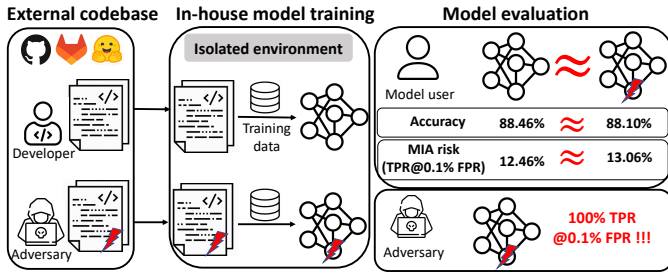 External codebase
In-house model training
Model evaluation
</>
Developer
</>
</>
Adversary
</>
Isolated environment
</>
Training
data
</>
Model user
Accuracy
88.46%
≈
88.10%
MIA risk
(TPR@0.1% FPR)
12.46%
≈
13.06%
Adversary
100% TPR
@0.1% FPR !!!